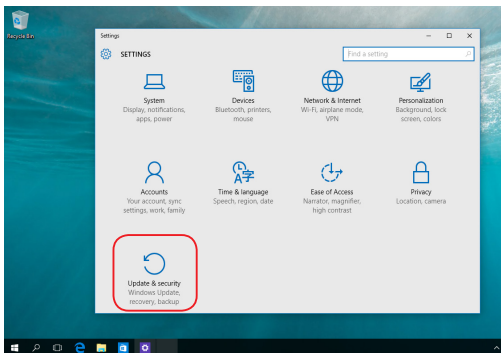 Recycle Bin
Settings
SETTINGS
Find a setting
System
Display, notifications,
apps, power
Devices
Bluetooth, printers,
mouse
Network & Internet
Wi-Fi, airplane mode,
VPN
Personalization
Background, lock
screen, colors
Accounts
Your account, sync
settings, work, family
Time & language
Speech, region, date
Ease of Access
Narrator, magnifier,
high contrast
Privacy
Location, camera
Update & security
Windows Update,
recovery, backup